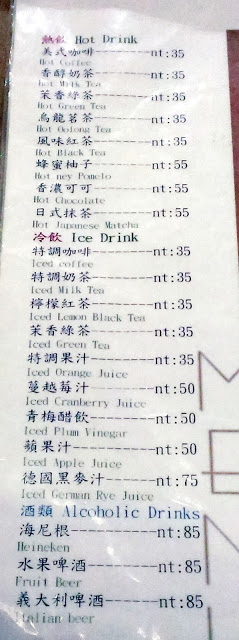 熱飲 Hot Drink
美式咖啡--------nt:35
Hot Coffee
香醇奶茶--------nt:35
hot Milk Tea
茉香綠茶--------nt:35
Hot Green Tea
烏龍茗茶--------nt:35
Hot Oolong Tea
風味紅茶--------nt:35
Hot Black Tea
蜂蜜柚子--------nt:55
Hot ney Pomelo
香濃可可--------nt:55
Hot Chocolate
日式抹茶--------nt:55
Hot Japanese Matcha
冷飲 Ice Drink
特調咖啡--------nt:35
Iced coffee
特調奶茶--------nt:35
Iced Milk Tea
檸檬紅茶--------nt:35
Iced Lemon Black Tea
茉香綠茶--------nt:35
Iced Green Tea
特調果汁--------nt:35
Iced Orange Juice
蔓越莓汁--------nt:50
Iced Cranberry Juice
青梅醋飲--------nt:50
Iced Plum Vinegar
蘋果汁----------nt:50
Iced Apple Juice
德國黑麥汁------nt:75
Iced German Rye Juice
酒類 Alcoholic Drinks
海尼根----------nt:85
Heineken
水果啤酒--------nt:85
Fruit Beer
義大利啤酒------nt:85
Italian beer
MEN